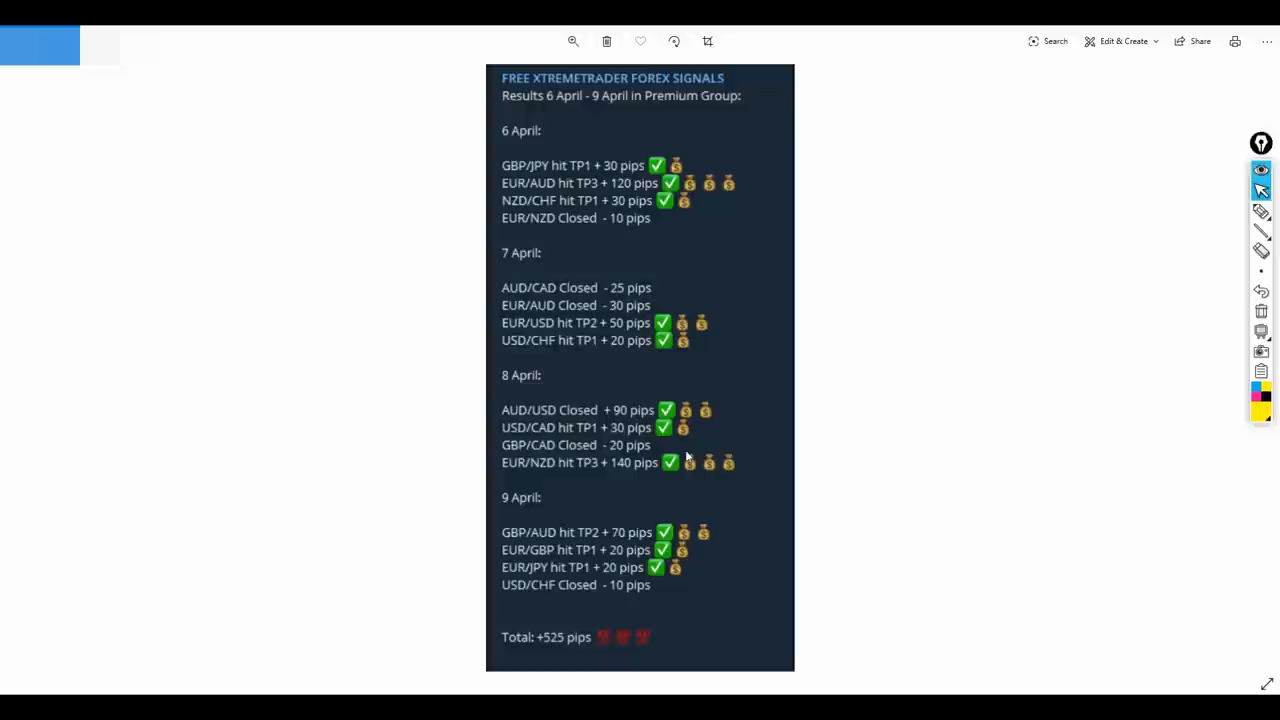 Search
Edit & Create
Share
FREE XTREMETRADER FOREX SIGNALS
Results 6 April - 9 April in Premium Group:
6 April:
GBP/JPY hit TP1 + 30 pips ✅ 💰
EUR/AUD hit TP3 + 120 pips ✅ 💰 💰 💰
NZD/CHF hit TP1 + 30 pips ✅ 💰
EUR/NZD Closed - 10 pips
7 April:
AUD/CAD Closed - 25 pips
EUR/AUD Closed - 30 pips
EUR/USD hit TP2 + 50 pips ✅ 💰 💰
USD/CHF hit TP1 + 20 pips ✅ 💰
8 April:
AUD/USD Closed + 90 pips ✅ 💰 💰
USD/CAD hit TP1 + 30 pips ✅ 💰
GBP/CAD Closed - 20 pips
EUR/NZD hit TP3 + 140 pips ✅ 💰 💰 💰
9 April:
GBP/AUD hit TP2 + 70 pips ✅ 💰 💰
EUR/GBP hit TP1 + 20 pips ✅ 💰
EUR/JPY hit TP1 + 20 pips ✅ 💰
USD/CHF Closed - 10 pips
Total: +525 pips 💯 💯 💯